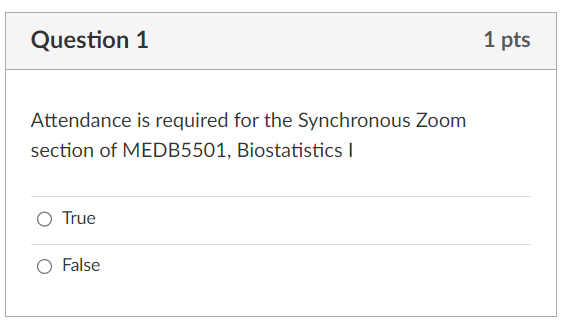 Question 1
1 pts
Attendance is required for the Synchronous Zoom
section of MEDB5501, Biostatistics I
True
False